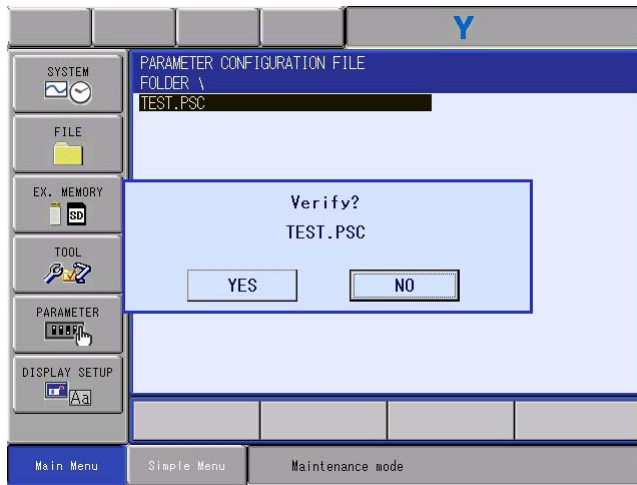 Y
SYSTEM
FILE
EX. MEMORY
SD
TOOL
PARAMETER
DISPLAY SETUP
Aa
PARAMETER CONFIGURATION FILE
FOLDER \
TEST.PSC
Verify?
TEST.PSC
YES NO
Main Menu Simple Menu Maintenance mode